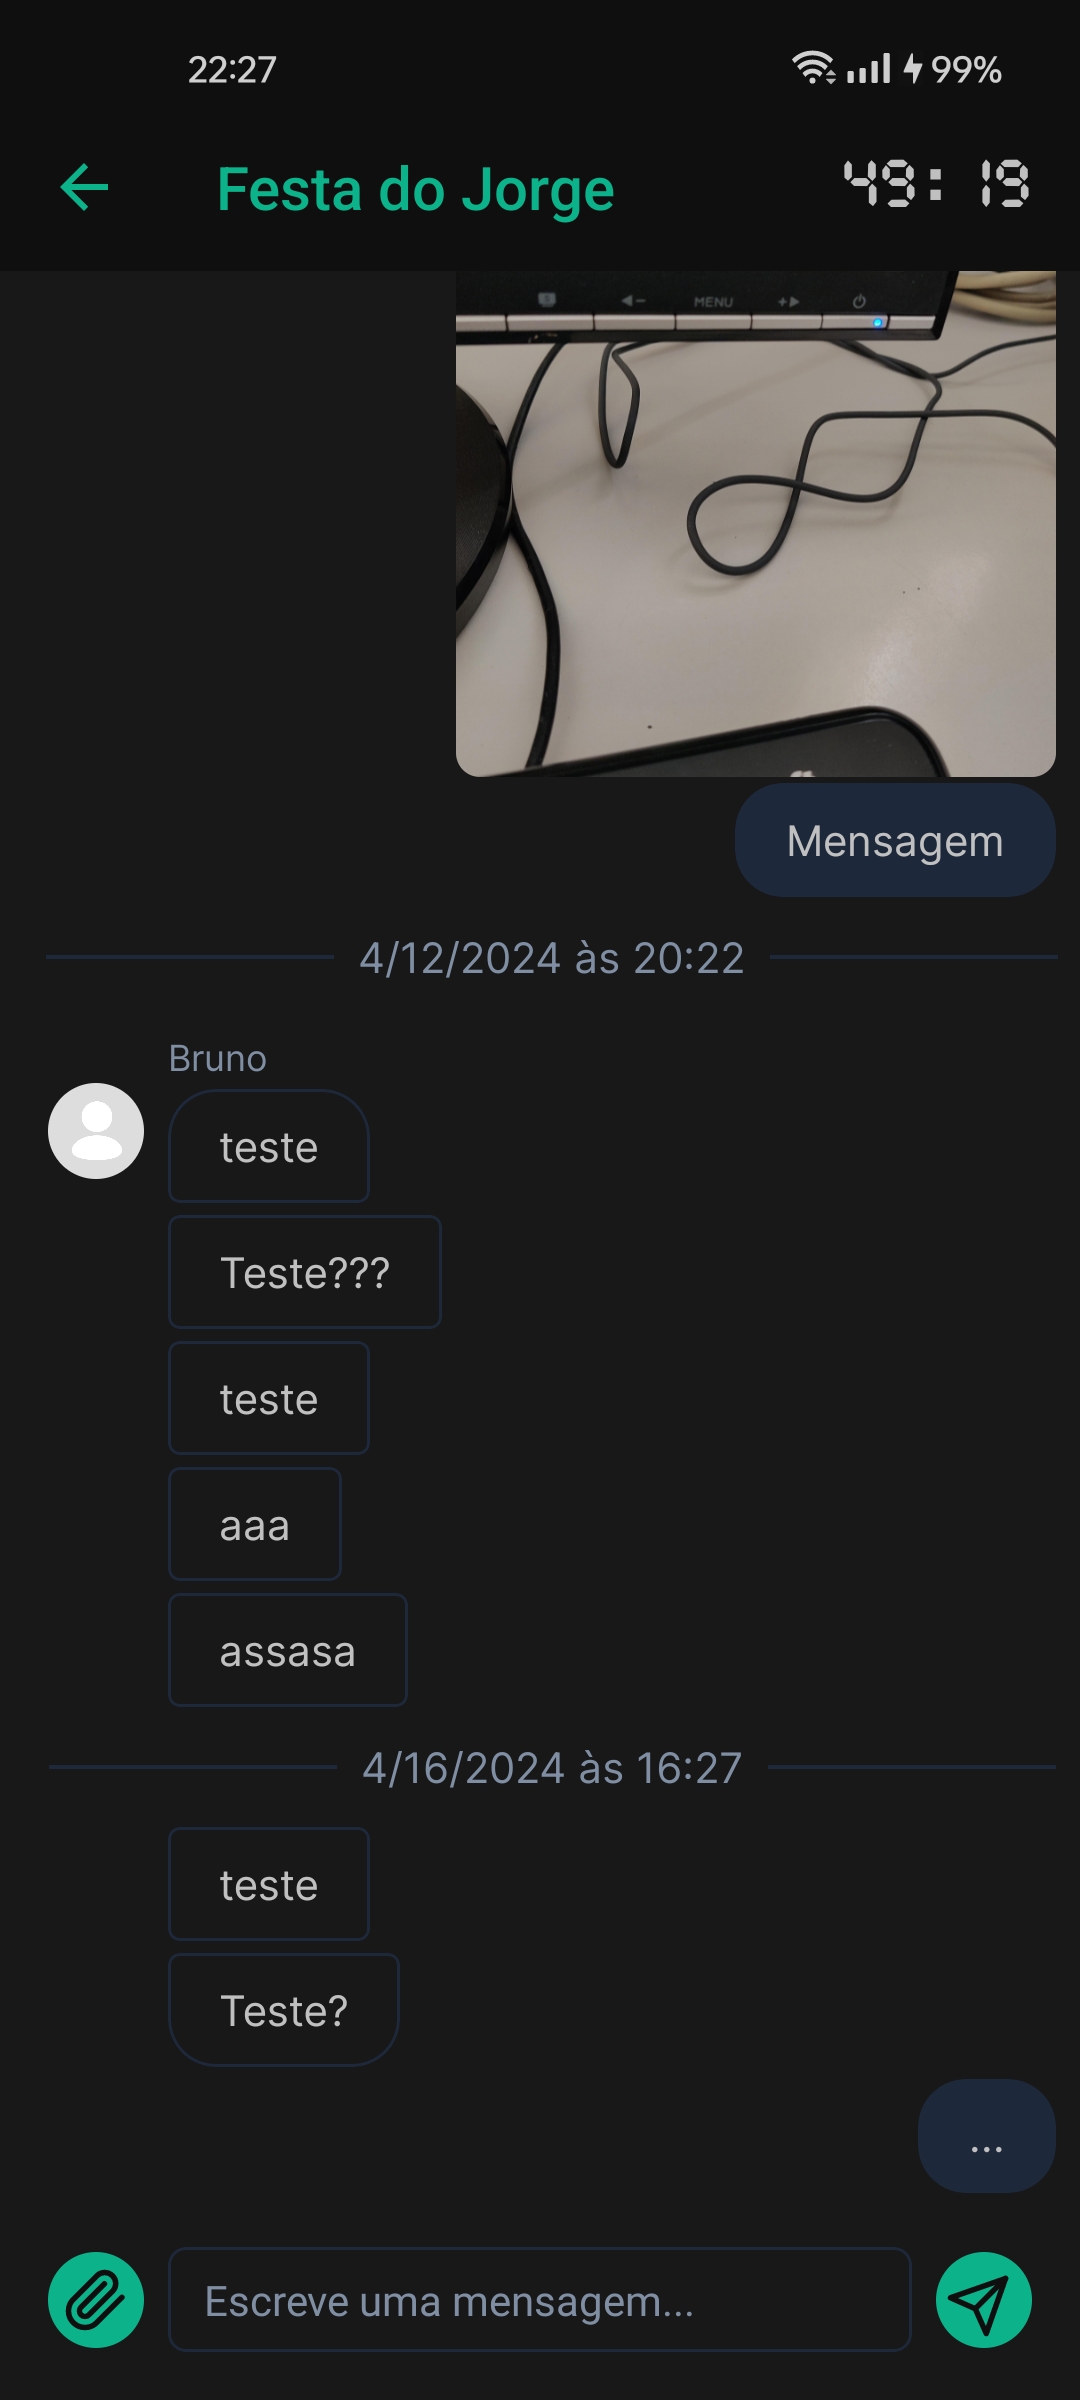 22:27
99%
Festa do Jorge
49: 19
MENU
Mensagem
4/12/2024 às 20:22
Bruno
teste
Teste???
teste
aaa
assasa
4/16/2024 às 16:27
teste
Teste?
...
Escreve uma mensagem...